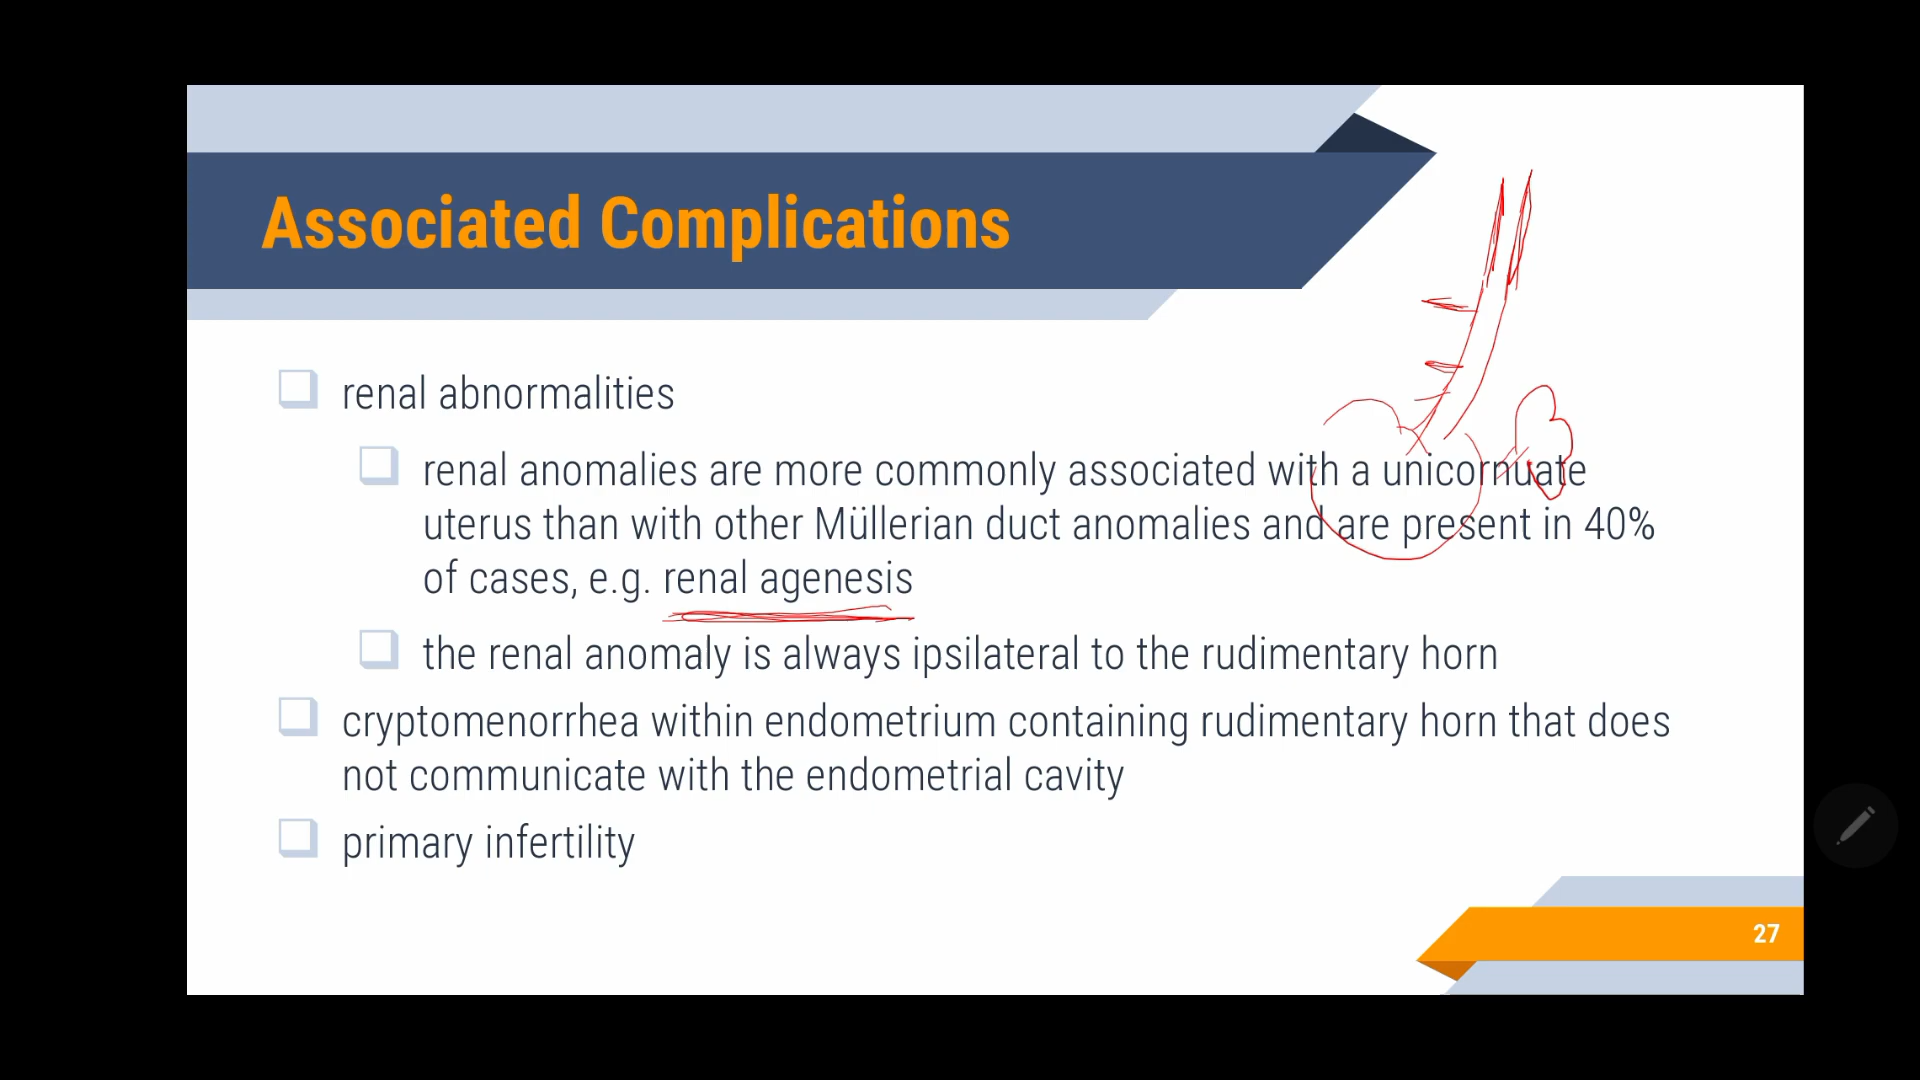 Associated Complications
renal abnormalities
renal anomalies are more commonly associated with a unicornuate
uterus than with other Müllerian duct anomalies and are present in 40%
of cases, e.g. renal agenesis
the renal anomaly is always ipsilateral to the rudimentary horn
cryptomenorrhea within endometrium containing rudimentary horn that does
not communicate with the endometrial cavity
primary infertility
27